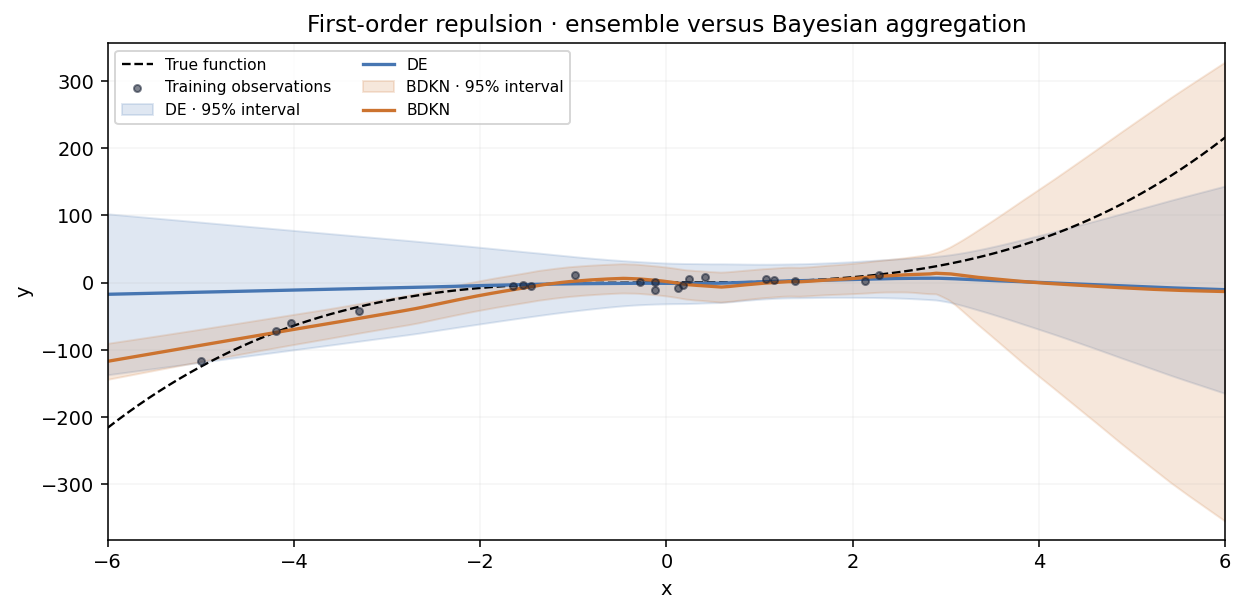 First-order repulsion · ensemble versus Bayesian aggregation
True function
Training observations
DE · 95% interval
DE
BDKN · 95% interval
BDKN
300
200
100
0
−100
−200
−300
y
−6
−4
−2
0
2
4
6
x